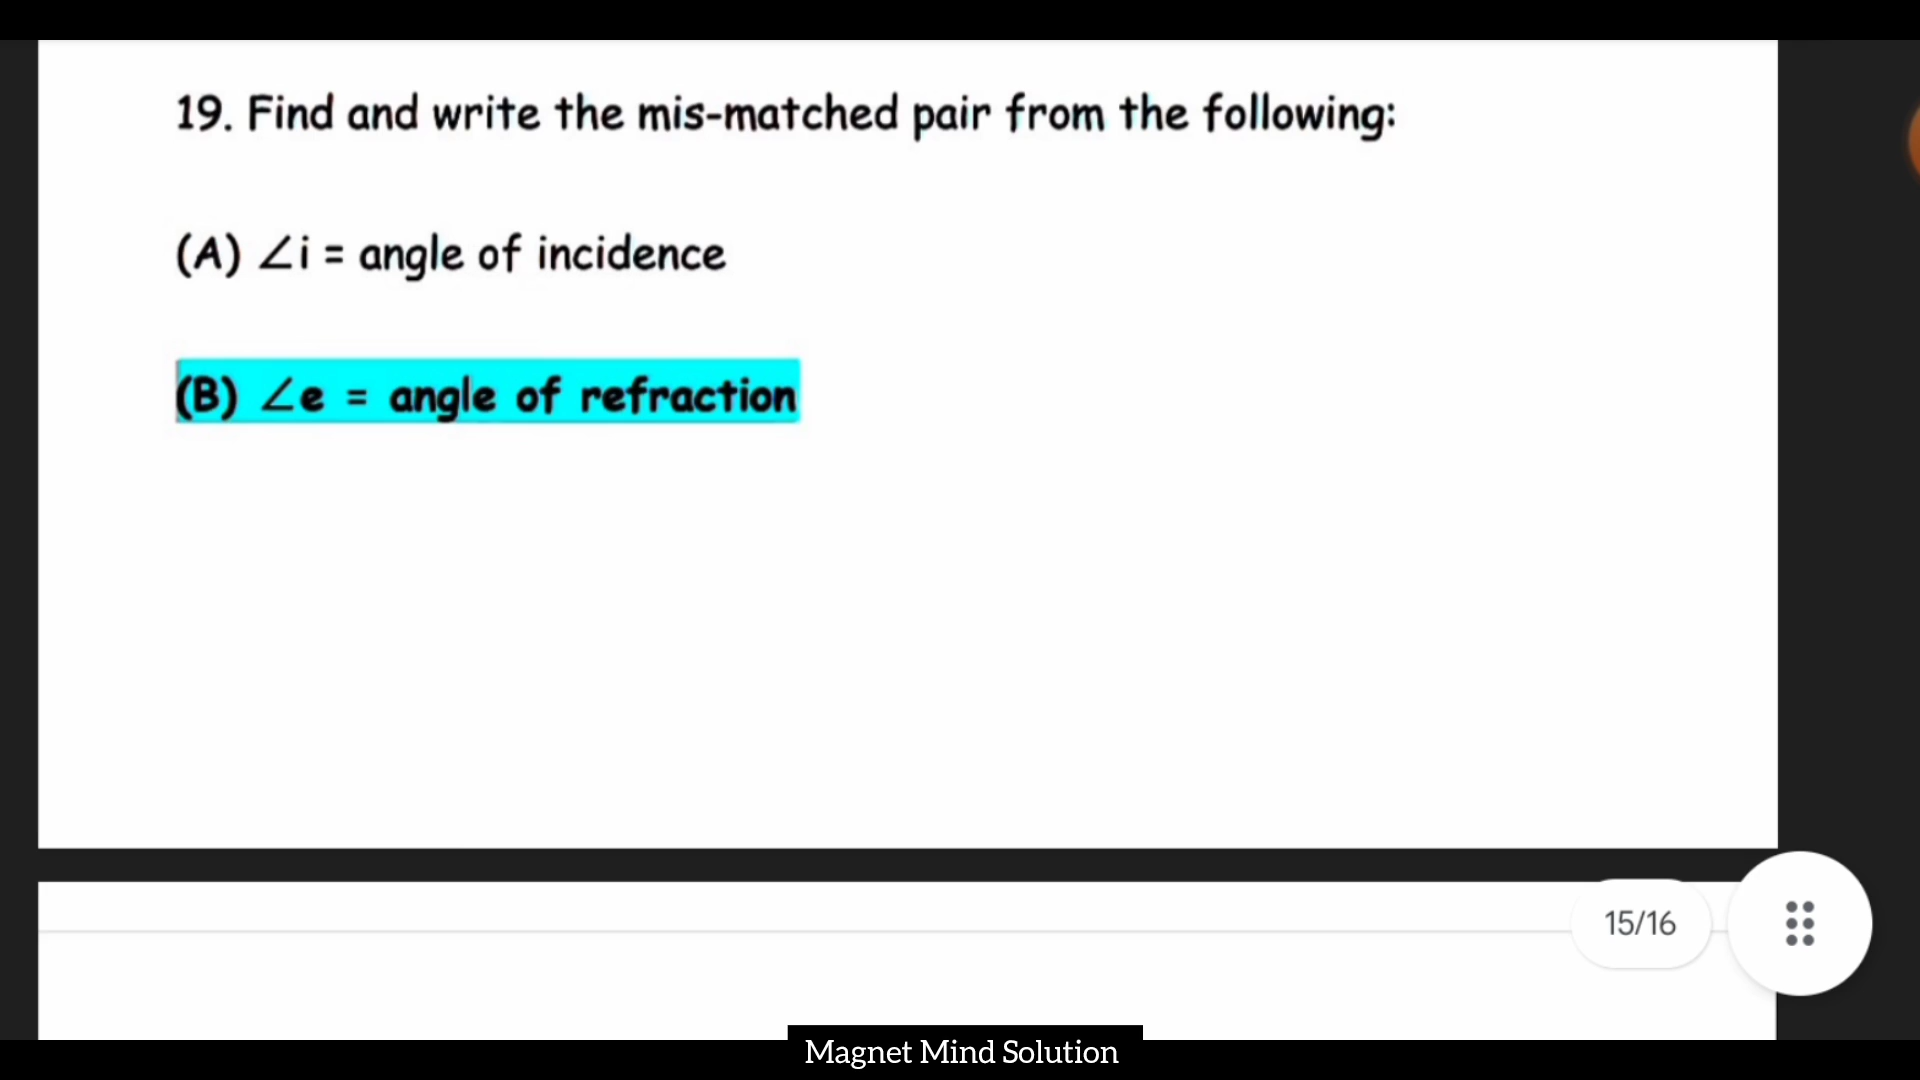 19. Find and write the mis-matched pair from the following:
(A) ∠i = angle of incidence
(B) ∠e = angle of refraction
15/16
Magnet Mind Solution